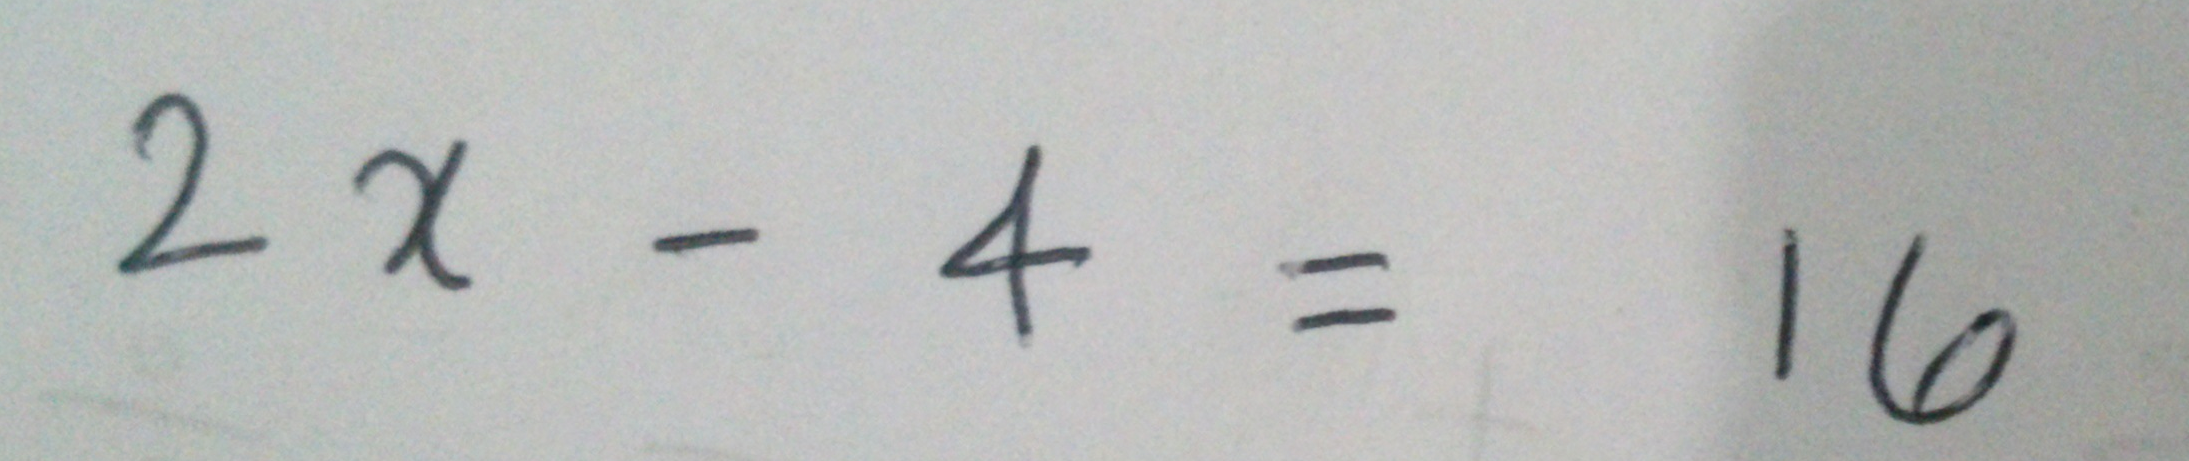 2x - 4 = 16